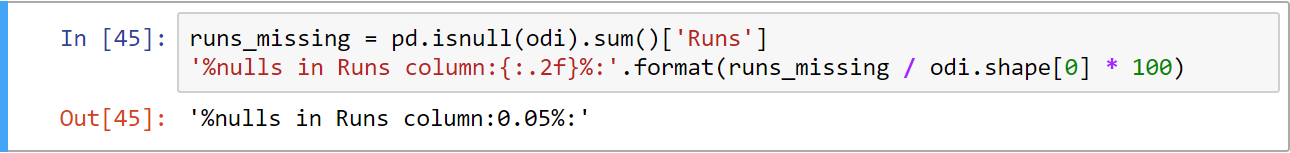 In [45]: runs_missing = pd.isnull(odi).sum()['Runs']
'%nulls in Runs column:{:.2f}%:'.format(runs_missing / odi.shape[0] * 100)
Out[45]: '%nulls in Runs column:0.05%:'